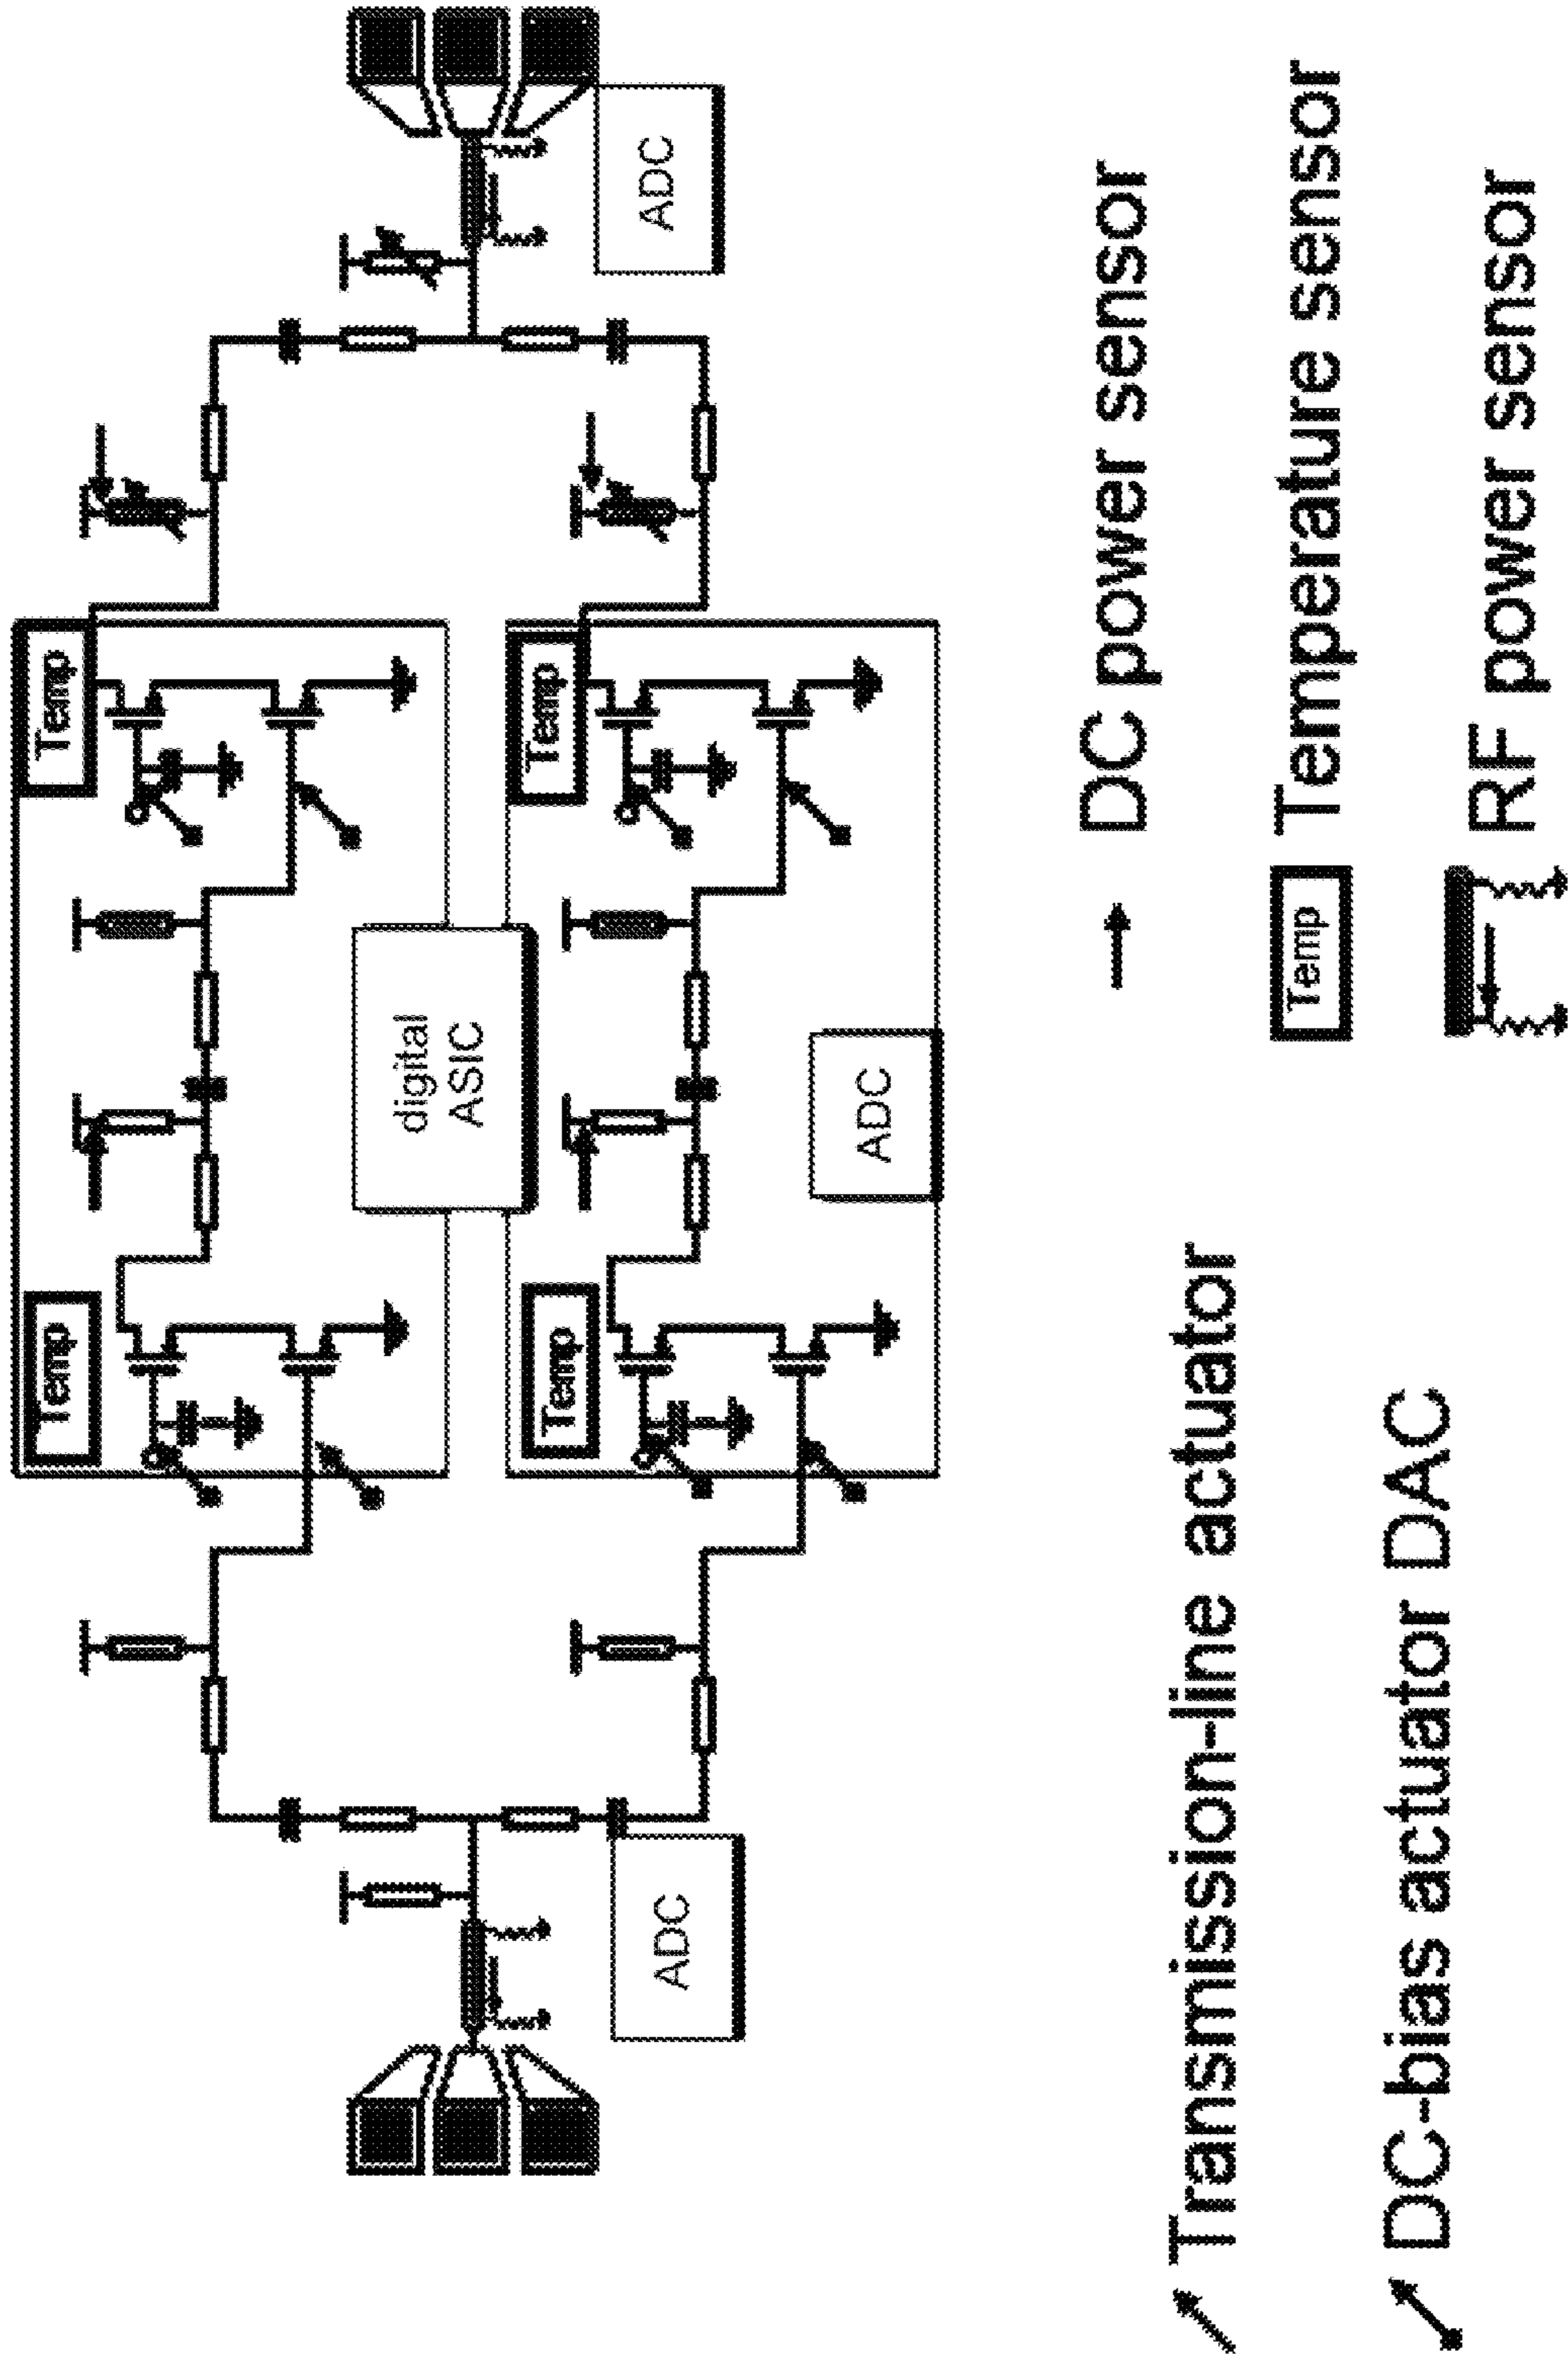 Temp
Temp
digital
ASIC
Temp
Temp
ADC
ADC
ADC
Transmission-line actuator
DC-bias actuator DAC
DC power sensor
Temp Temperature sensor
RF power sensor